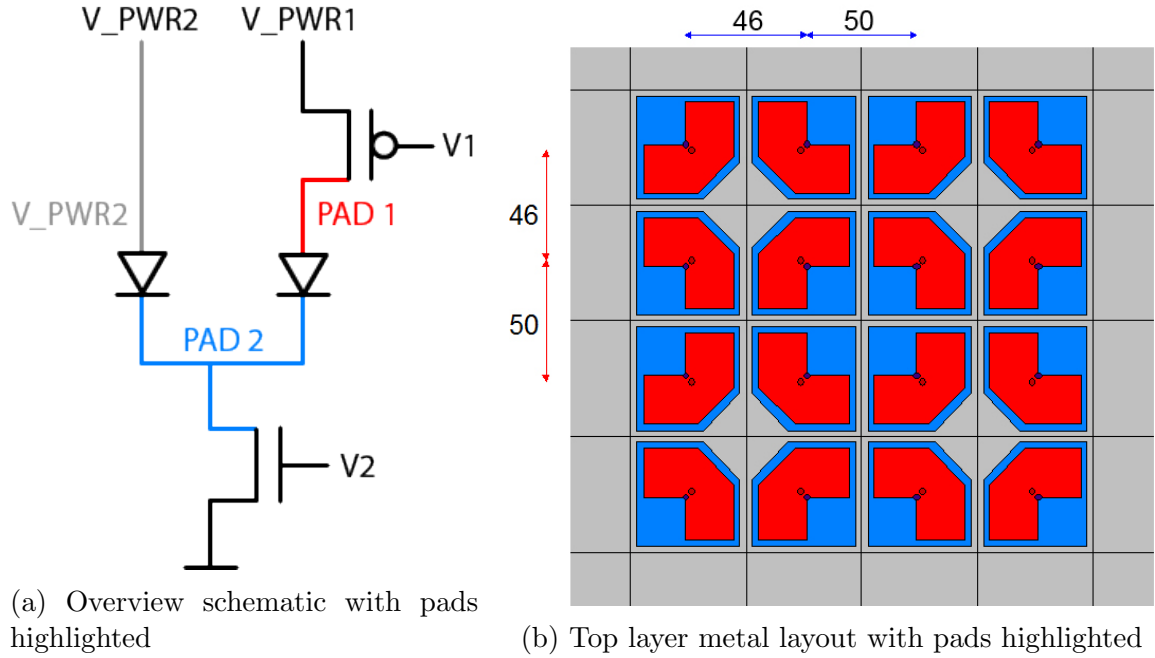 V_PWR2 V_PWR1
V1
V_PWR2
PAD 1
PAD 2
V2
(a) Overview schematic with pads
highlighted
46 50
46
50
(b) Top layer metal layout with pads highlighted